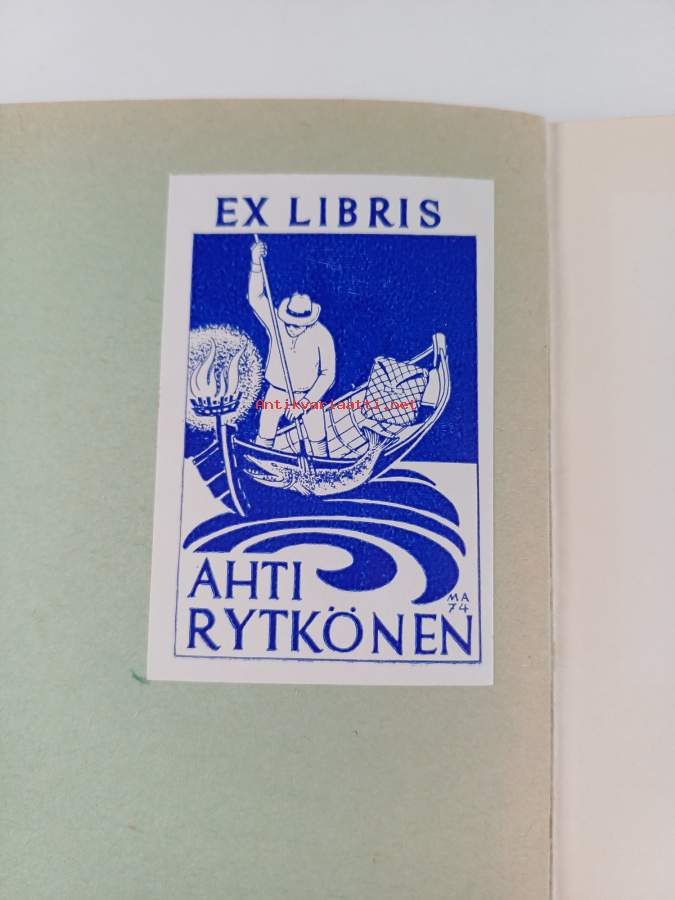 EX LIBRIS
Antikvariaatti.net
AHTI
RYTKÖNEN
MA
74